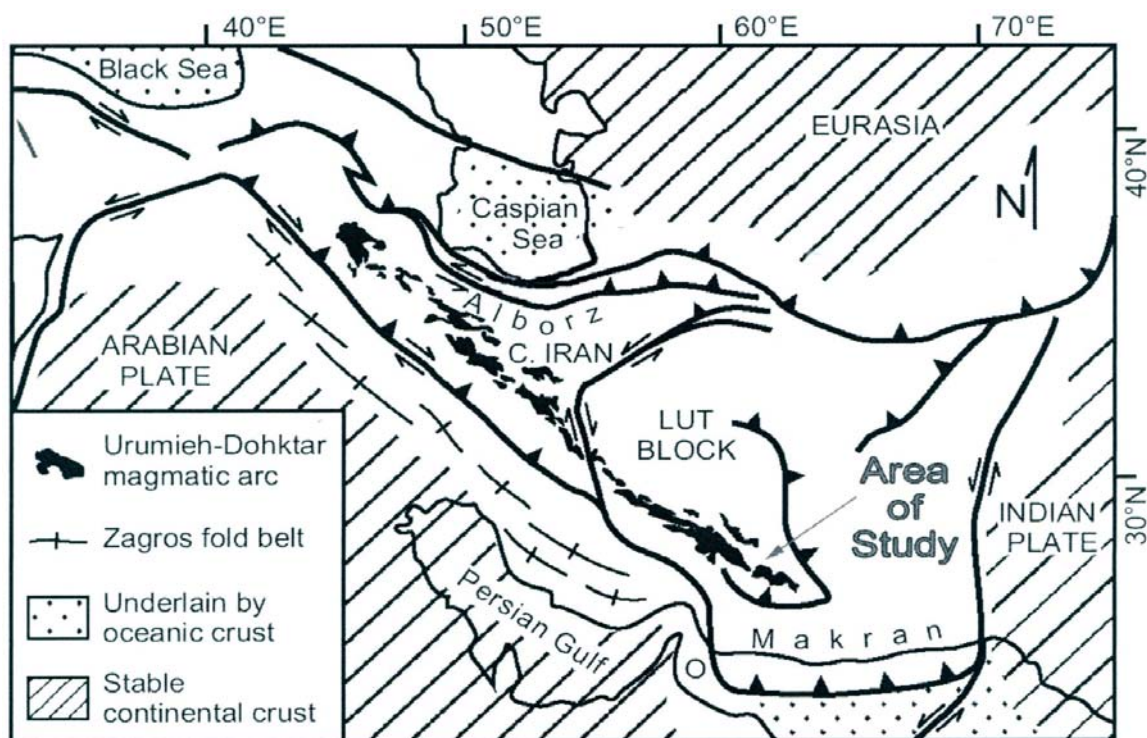 40°E
50°E
60°E
70°E
Black Sea
EURASIA
40°N
N
Caspian
Sea
Alborz
C. IRAN
ARABIAN
PLATE
LUT
BLOCK
Area
of
Study
30°N
INDIAN
PLATE
Persian Gulf
Makran
O
Urumieh-Dohktar
magmatic arc
Zagros fold belt
Underlain by
oceanic crust
Stable
continental crust